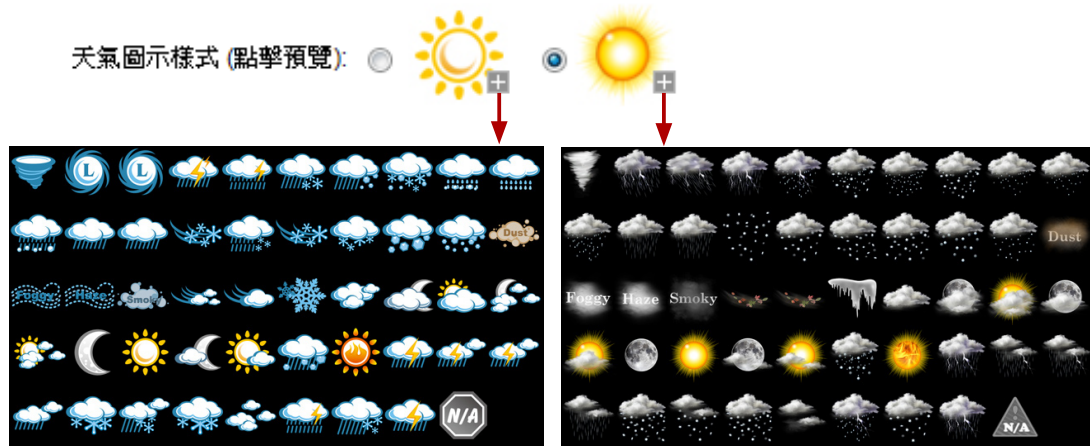 天氣圖示樣式 (點擊預覽):
L L
Dust
Foggy Haze Smoky
N/A
Dust
Foggy Haze Smoky
N/A